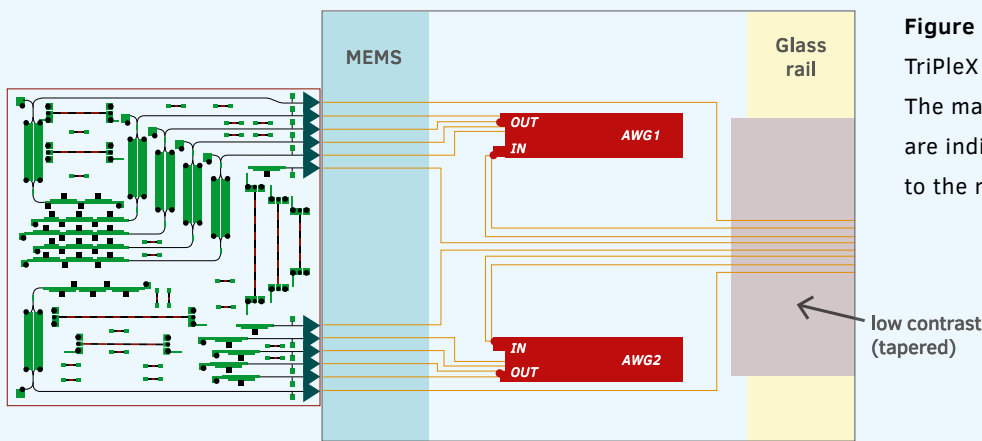 MEMS
Glass
rail
OUT
AWG1
IN
IN
AWG2
OUT
low contrast
(tapered)
Figure
TriPleX
The ma
are indi
to the r